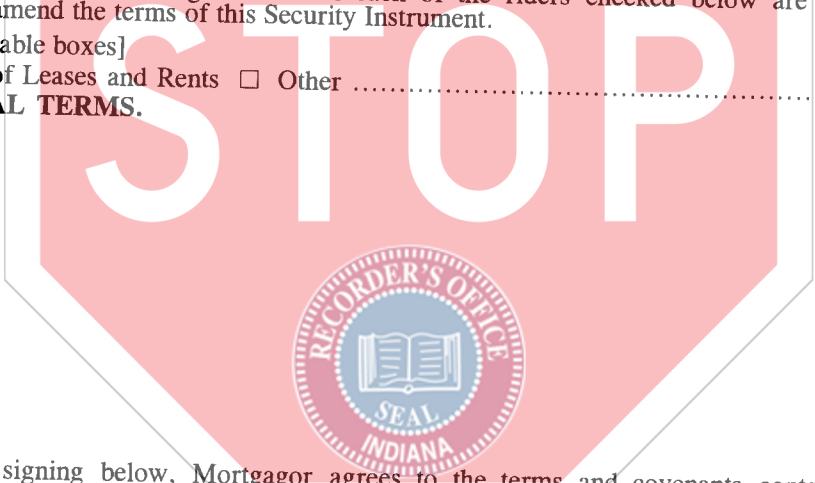 amend the terms of this Security Instrument.
able boxes]
of Leases and Rents □ Other ........................................................
AL TERMS.
STOP
RECORDER'S OFFICE
SEAL
INDIANA
signing below, Mortgagor agrees to the terms and covenants